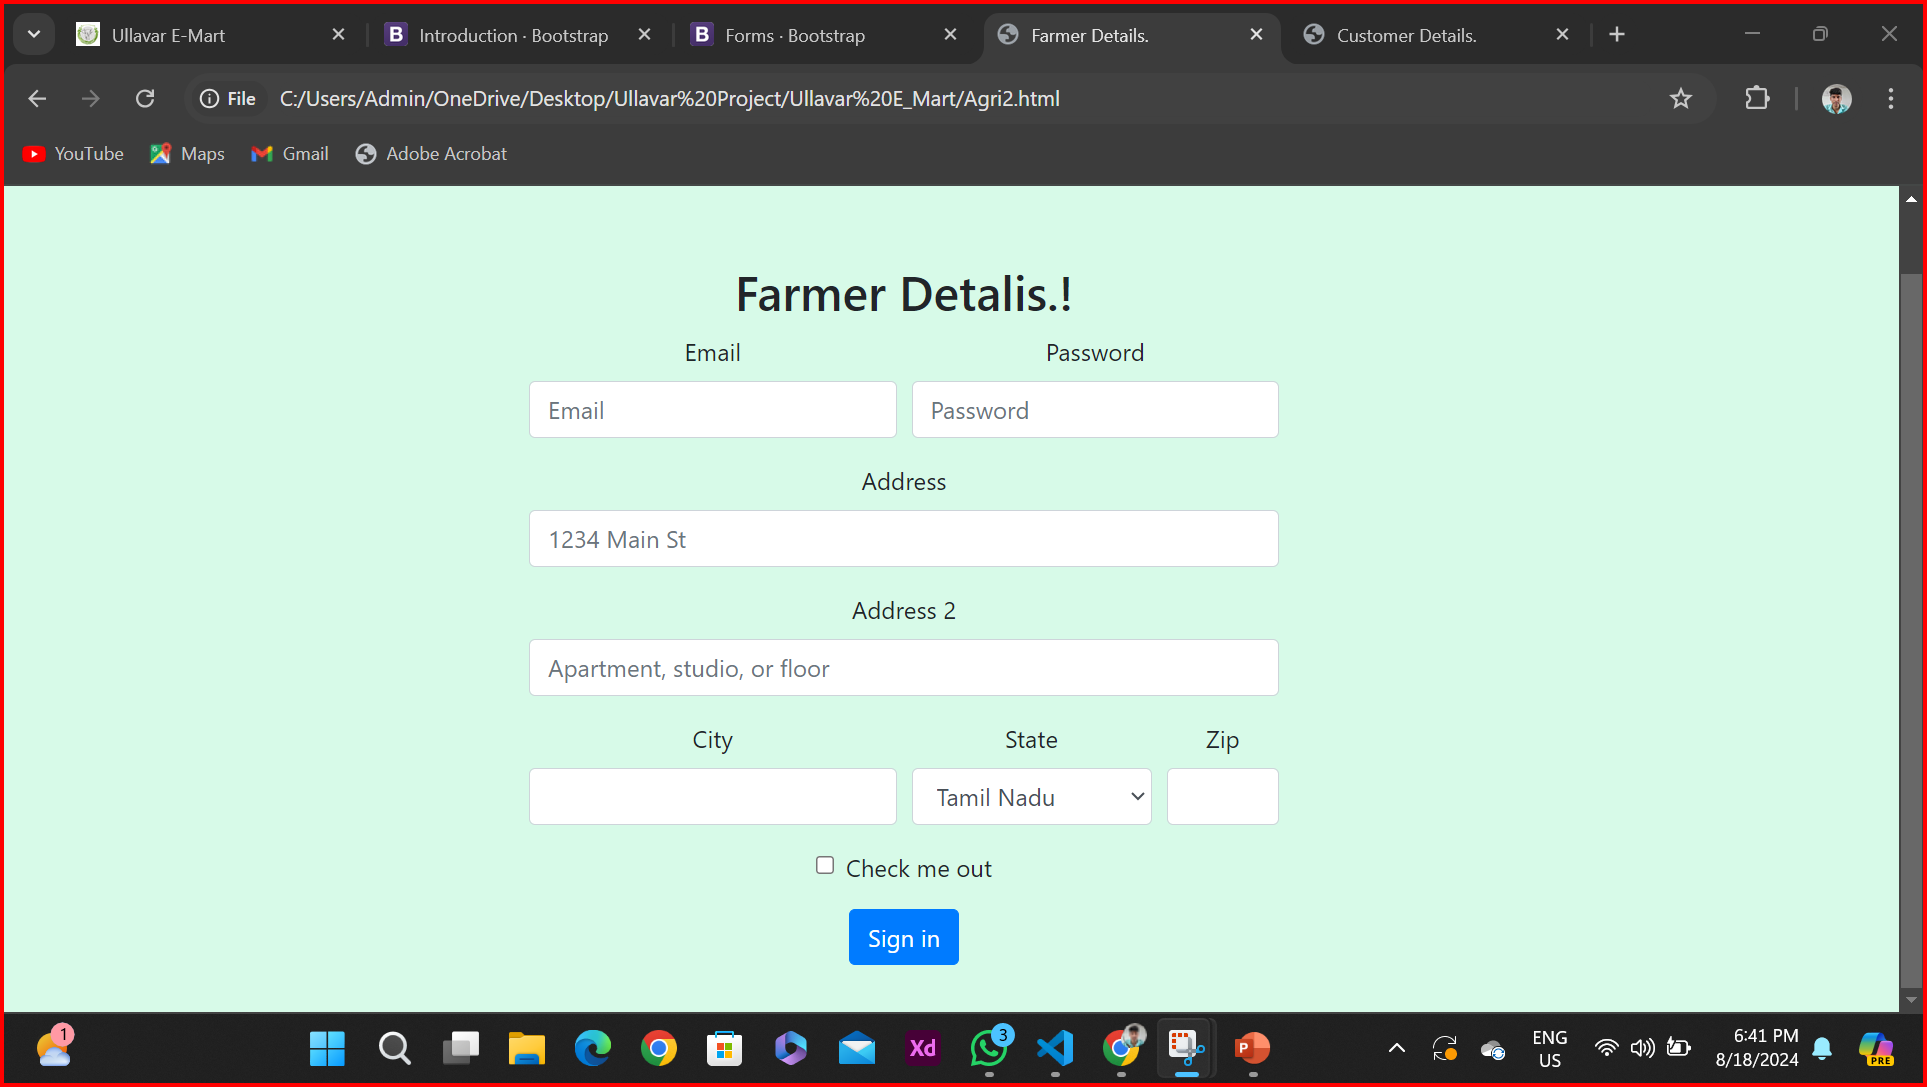 Ullavar E-Mart
Introduction · Bootstrap
Forms · Bootstrap
Farmer Details.
Customer Details.
File C:/Users/Admin/OneDrive/Desktop/Ullavar%20Project/Ullavar%20E_Mart/Agri2.html
YouTube Maps Gmail Adobe Acrobat
Farmer Detalis.!
Email Password
Email Password
Address
1234 Main St
Address 2
Apartment, studio, or floor
City State Zip
Tamil Nadu
Check me out
Sign in
1
Xd
3
P
ENG
US
6:41 PM
8/18/2024
PRE